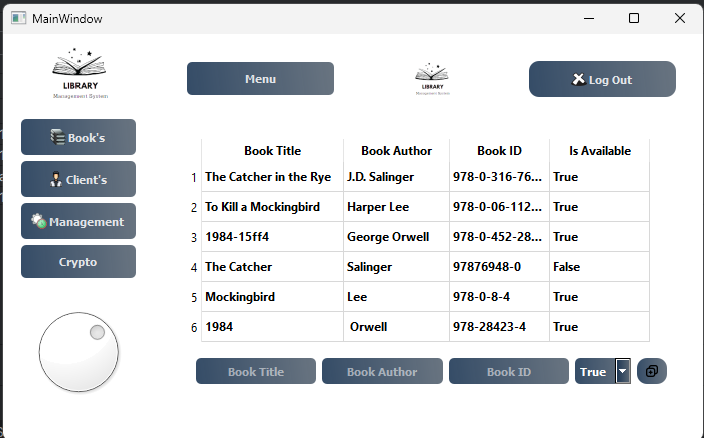 MainWindow
LIBRARY
Management System
Menu
Log Out
Book's
Client's
Management
Crypto
Book Title Book Author Book ID Is Available
1 The Catcher in the Rye J.D. Salinger 978-0-316-76... True
2 To Kill a Mockingbird Harper Lee 978-0-06-112... True
3 1984-15ff4 George Orwell 978-0-452-28... True
4 The Catcher Salinger 97876948-0 False
5 Mockingbird Lee 978-0-8-4 True
6 1984 Orwell 978-28423-4 True
Book Title Book Author Book ID True